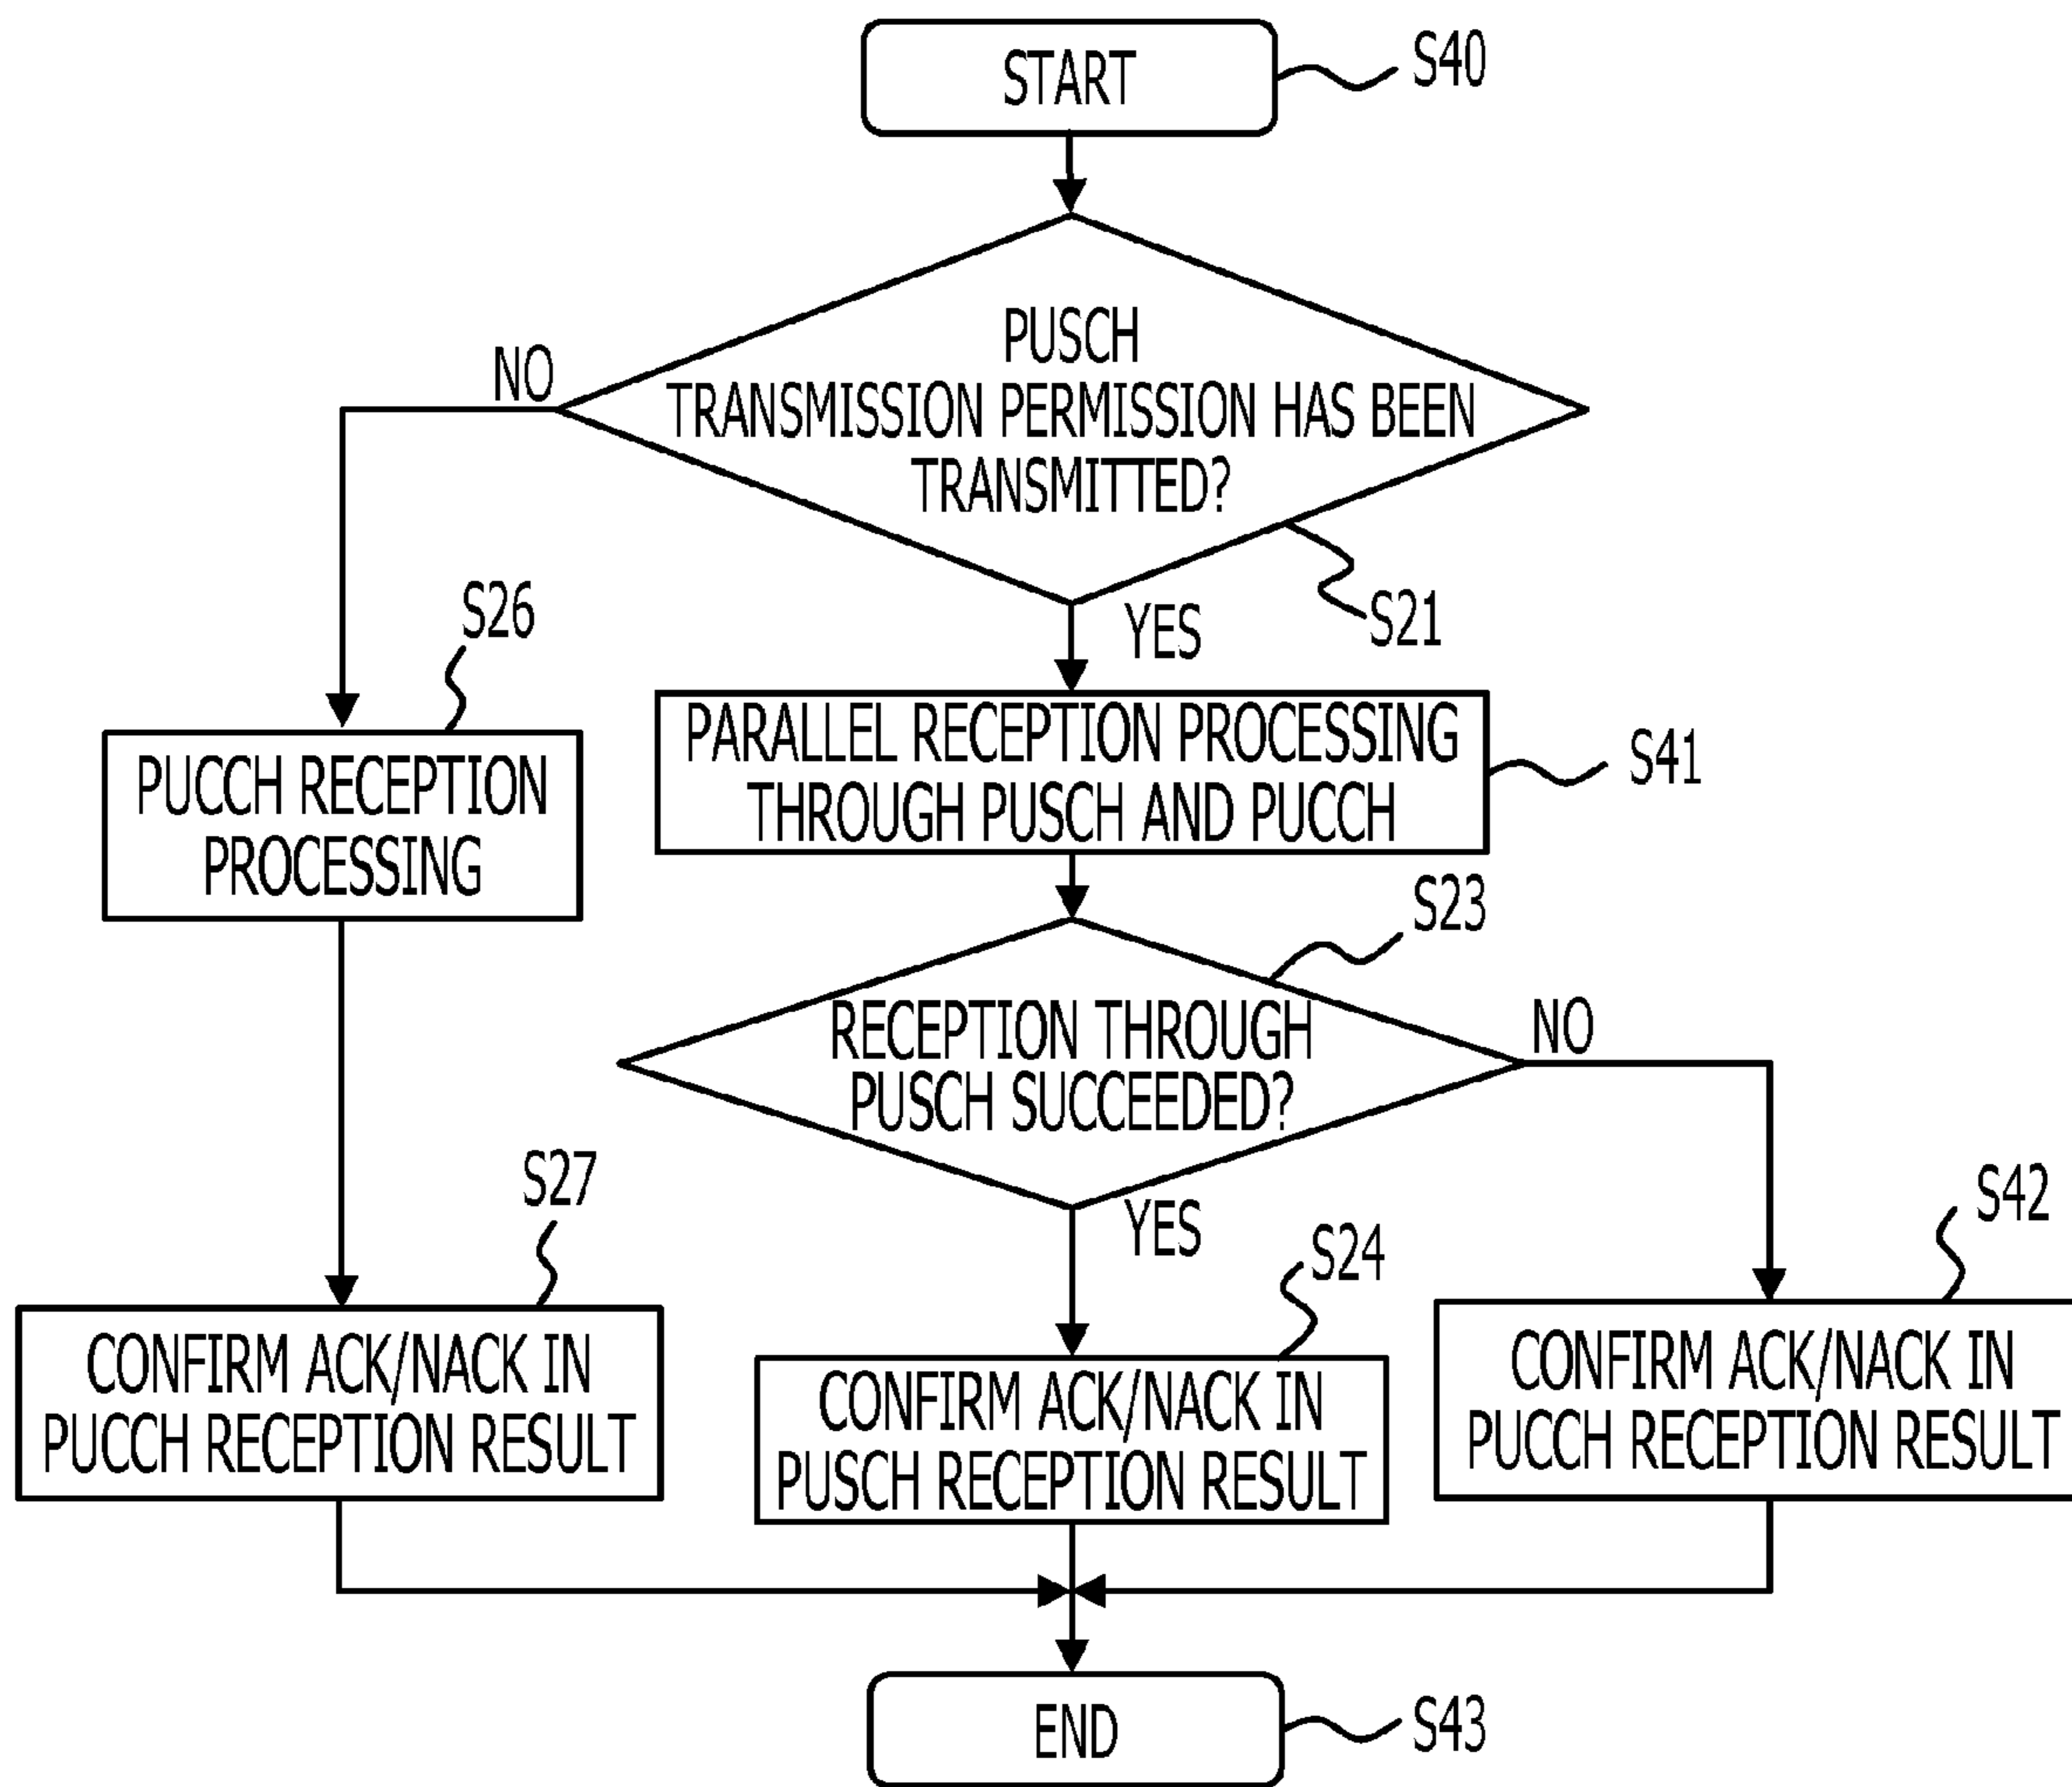 START
S40
PUSCH
TRANSMISSION PERMISSION HAS BEEN
TRANSMITTED?
NO
S21
YES
S26
PUCCH RECEPTION
PROCESSING
PARALLEL RECEPTION PROCESSING
THROUGH PUSCH AND PUCCH
S41
S23
RECEPTION THROUGH
PUSCH SUCCEEDED?
NO
YES
S27
CONFIRM ACK/NACK IN
PUCCH RECEPTION RESULT
S24
CONFIRM ACK/NACK IN
PUSCH RECEPTION RESULT
S42
CONFIRM ACK/NACK IN
PUCCH RECEPTION RESULT
END
S43